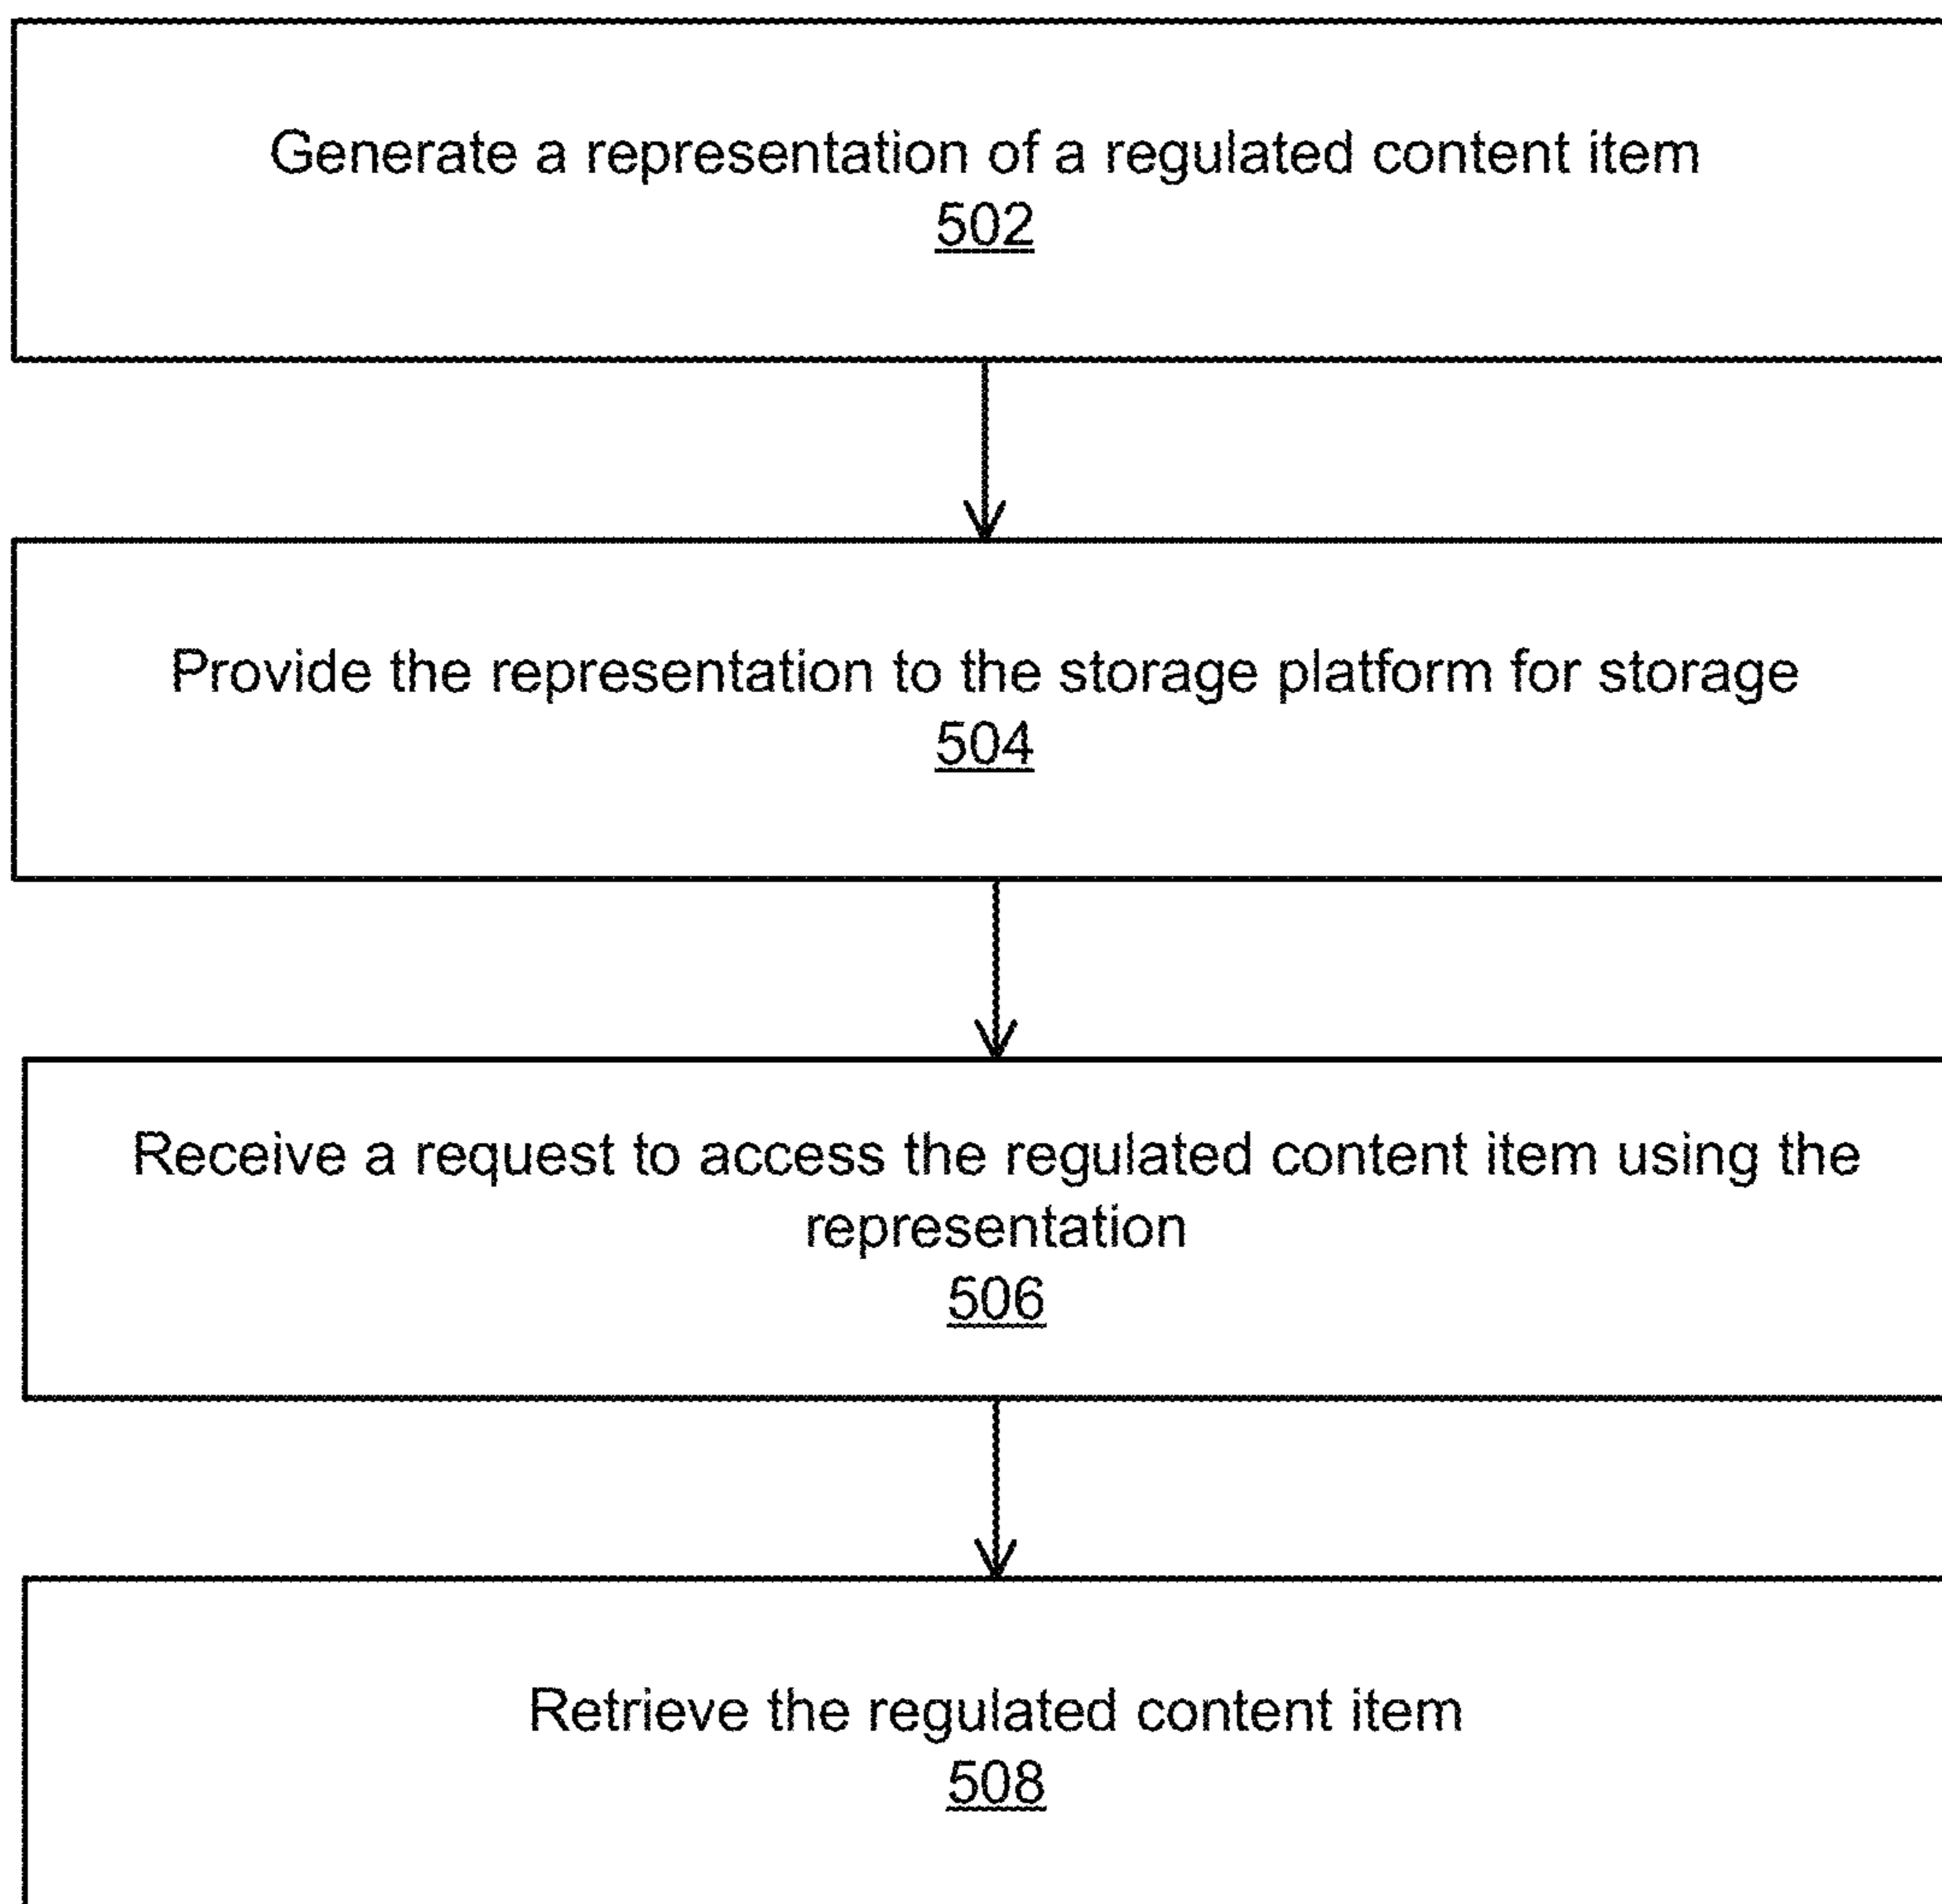 Generate a representation of a regulated content item
502
Provide the representation to the storage platform for storage
504
Receive a request to access the regulated content item using the
representation
506
Retrieve the regulated content item
508